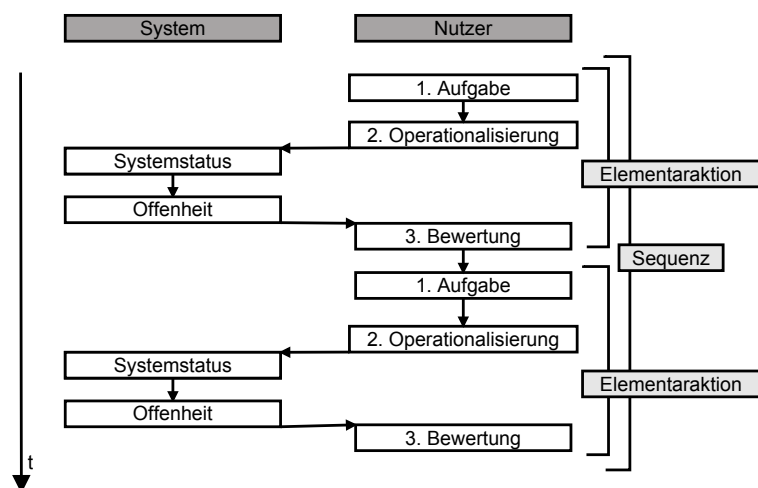 System
Nutzer
1. Aufgabe
2. Operationalisierung
Systemstatus
Elementaraktion
Offenheit
3. Bewertung
Sequenz
1. Aufgabe
2. Operationalisierung
Systemstatus
Elementaraktion
Offenheit
3. Bewertung
t